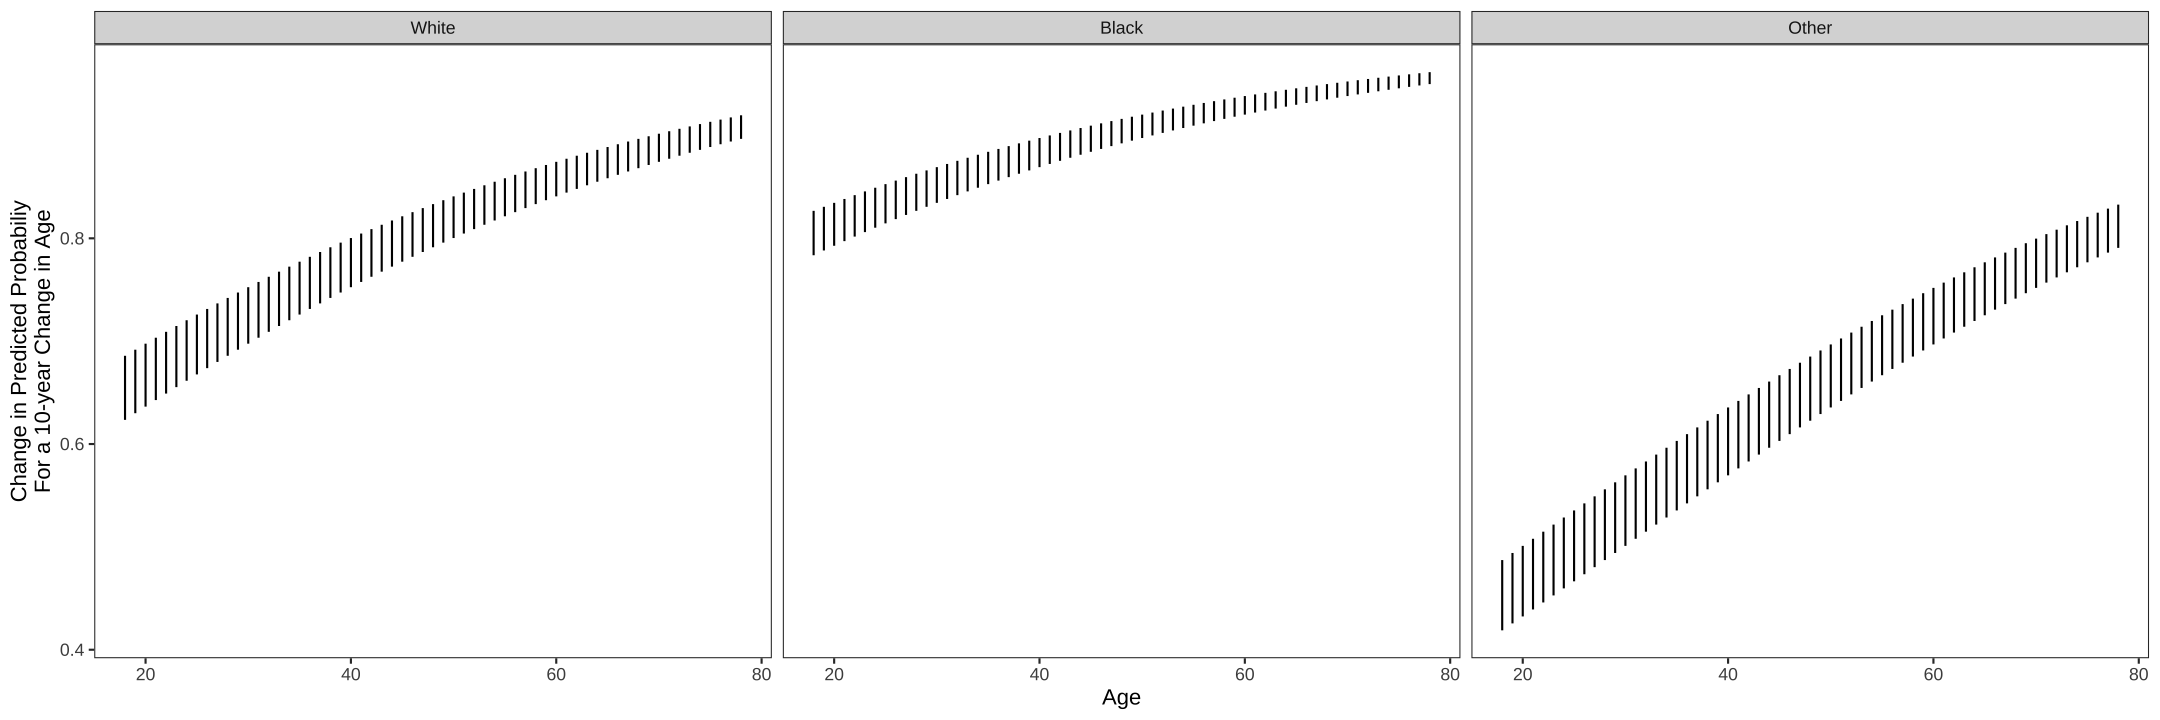 White
Black
Other
Change in Predicted Probabiliy
For a 10-year Change in Age
0.8
0.6
0.4
20 40 60 80
20 40 60 80
20 40 60 80
Age